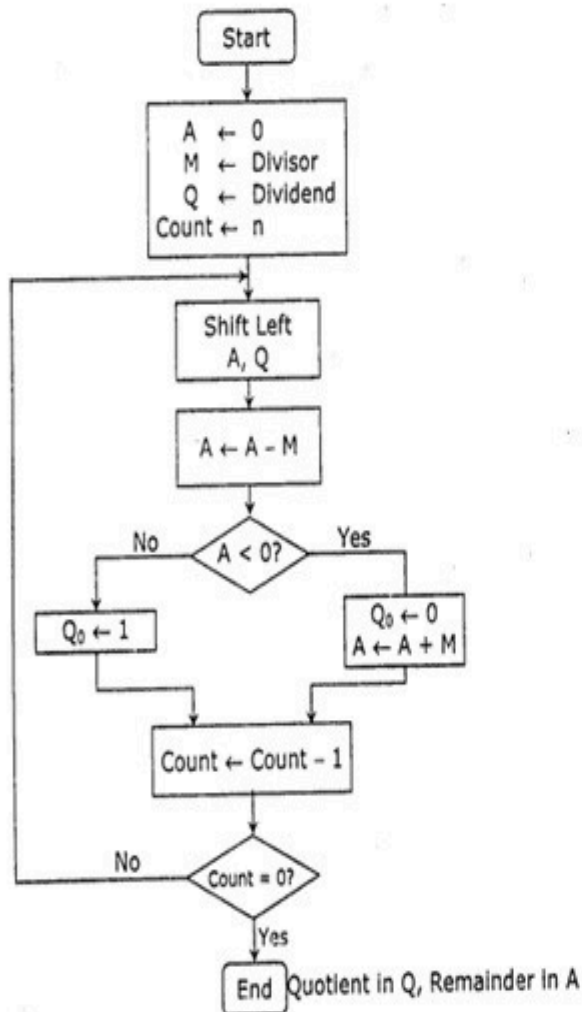 Start
A ← 0
M ← Divisor
Q ← Dividend
Count ← n
Shift Left
A, Q
A ← A – M
A < 0?
No
Yes
Q₀ ← 1
Q₀ ← 0
A ← A + M
Count ← Count – 1
Count = 0?
No
Yes
End
Quotient in Q, Remainder in A